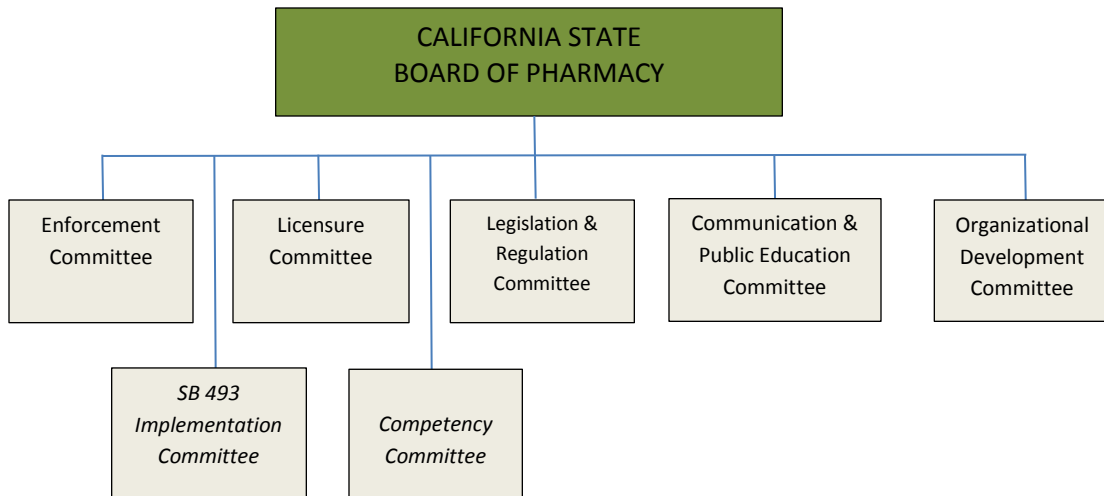 CALIFORNIA STATE
BOARD OF PHARMACY
Enforcement
Committee
Licensure
Committee
Legislation &
Regulation
Committee
Communication &
Public Education
Committee
Organizational
Development
Committee
SB 493
Implementation
Committee
Competency
Committee